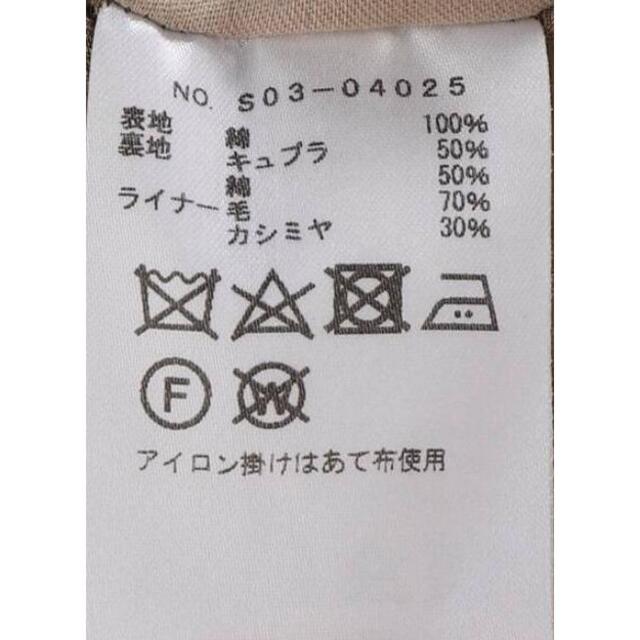 NO. S03-04025
表地 綿 100%
裏地 キュプラ 50%
綿 50%
ライナー 毛 70%
カシミヤ 30%
F
W
アイロン掛けはあて布使用